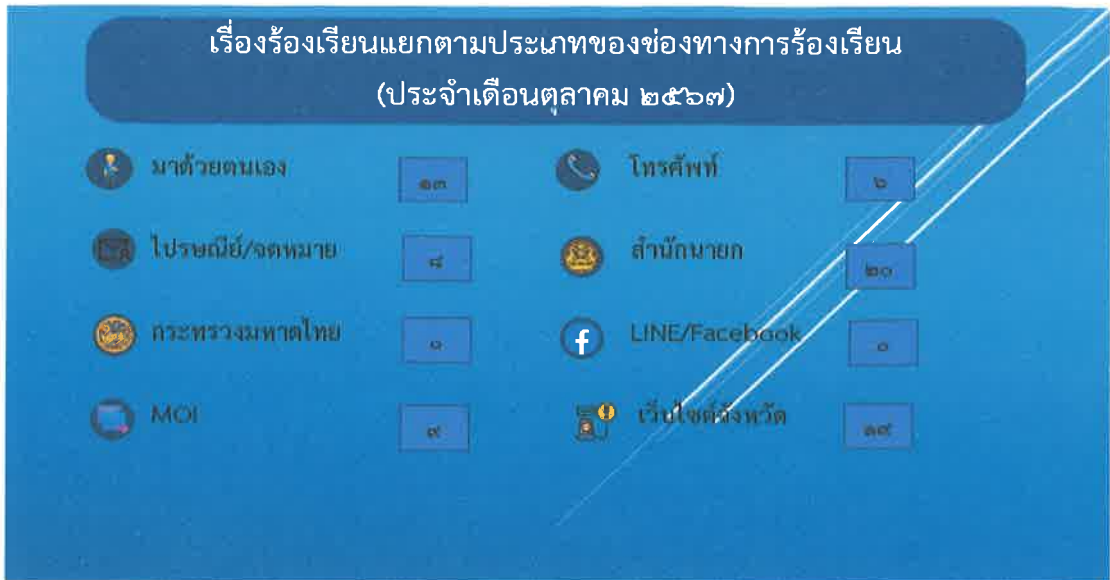 เรื่องร้องเรียนแยกตามประเภทของช่องทางการร้องเรียน
(ประจำเดือนตุลาคม ๒๕๖๗)
มาด้วยตนเอง ๑๓
โทรศัพท์ ๖
ไปรษณีย์/จดหมาย ๘
สำนักนายก ๒๐
กระทรวงมหาดไทย ๐
LINE/Facebook ๐
MOI ๙
เว็บไซต์จังหวัด ๑๙